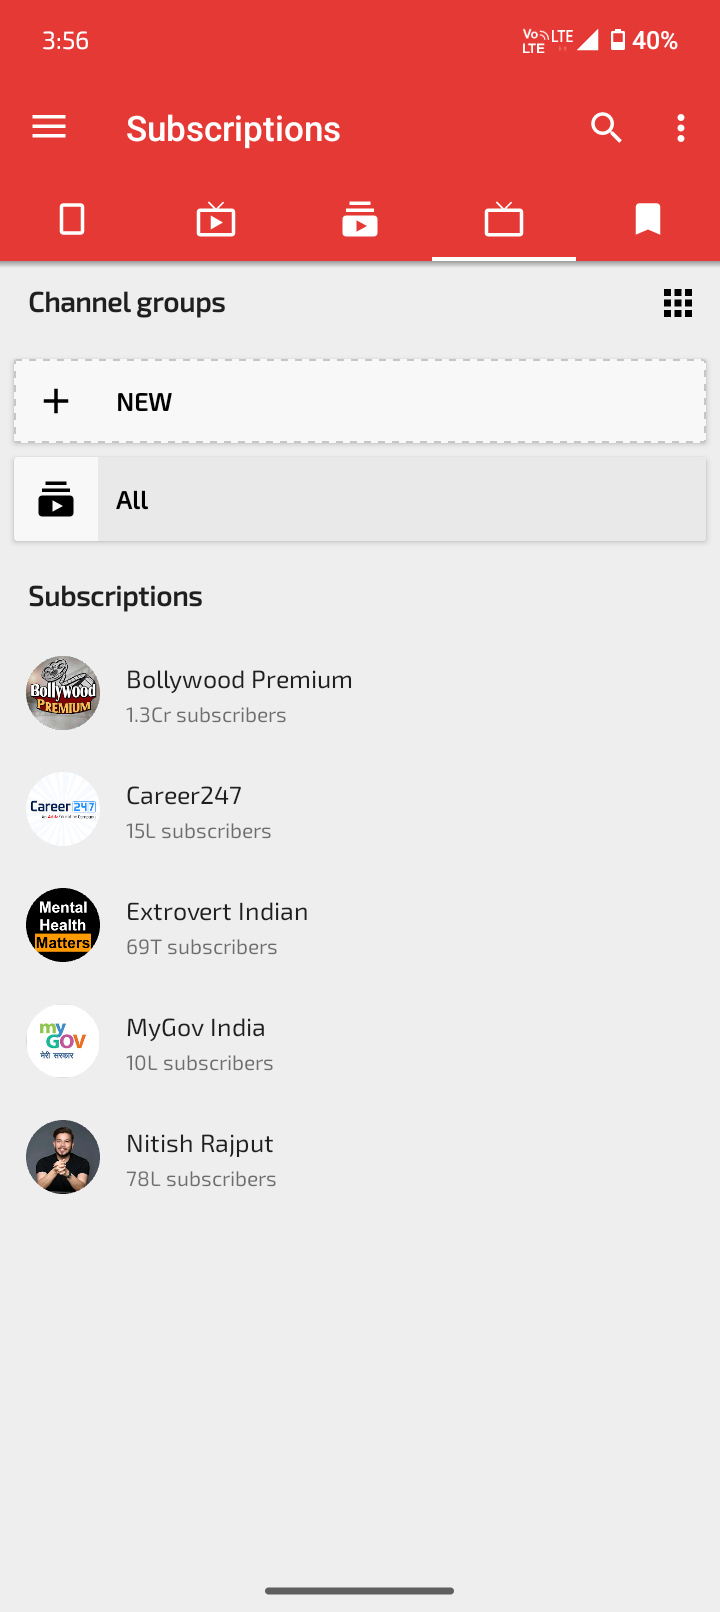 3:56
Vo LTE
LTE
40%
Subscriptions
Channel groups
NEW
All
Subscriptions
Bollywood
PREMIUM
Bollywood Premium
1.3Cr subscribers
Career 247
Career247
15L subscribers
Mental
Health
Matters
Extrovert Indian
69T subscribers
my
GOV
मेरी सरकार
MyGov India
10L subscribers
Nitish Rajput
78L subscribers